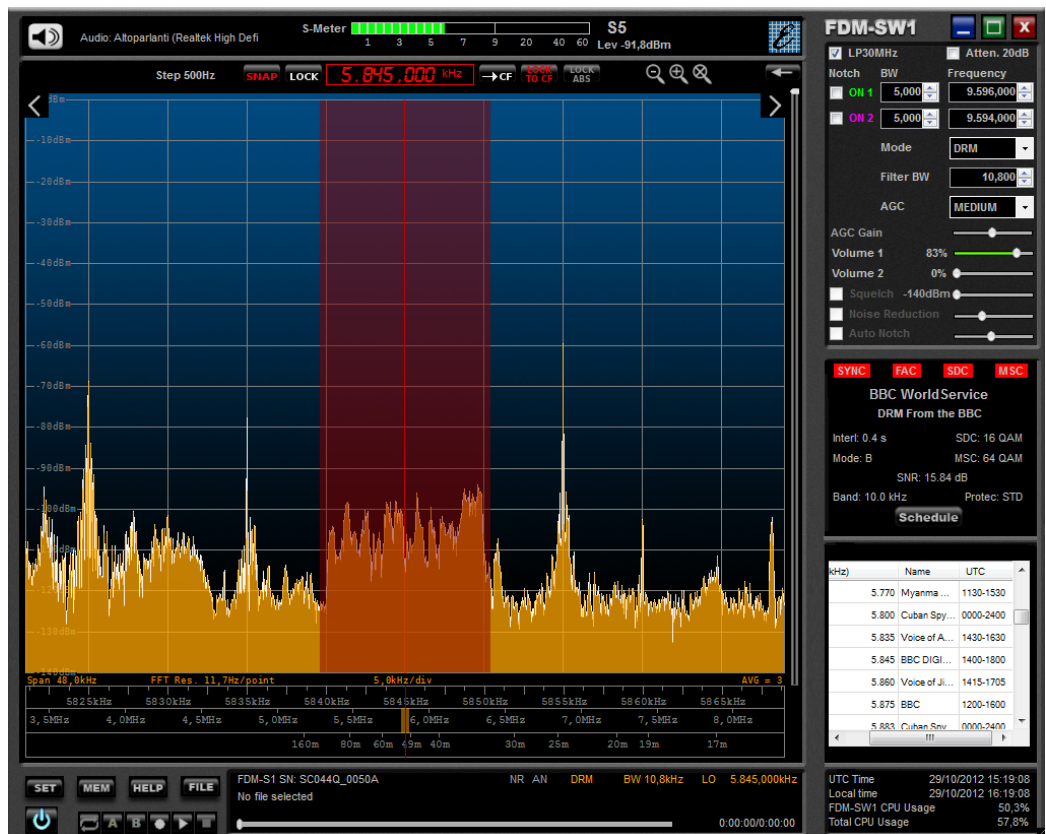 Audio: Altoparlanti (Realtek High Defi
S-Meter
1 3 5 7 9 20 40 60
S5
Lev -91,8dBm
Step 500Hz SNAP LOCK 5.845,000 kHz →CF LOCK TO CF LOCK ABS
-10dBm
-20dBm
-30dBm
-40dBm
-50dBm
-60dBm
-70dBm
-80dBm
-90dBm
-100dBm
-130dBm
-140dBm
Span 48,0kHz FFT Res. 11,7Hz/point 5,0kHz/div AVG = 3
5825kHz 5830kHz 5835kHz 5840kHz 5845kHz 5850kHz 5855kHz 5860kHz 5865kHz
3,5MHz 4,0MHz 4,5MHz 5,0MHz 5,5MHz 6,0MHz 6,5MHz 7,0MHz 7,5MHz 8,0MHz
160m 80m 60m 49m 40m 30m 25m 20m 19m 17m
SET MEM HELP FILE
A B
FDM-S1 SN: SC044Q_0050A NR AN DRM BW 10,8kHz LO 5.845,000kHz
No file selected
0:00:00/0:00:00
FDM-SW1 X
LP30MHz Atten. 20dB
Notch BW Frequency
ON 1 5,000 9.596,000
ON 2 5,000 9.594,000
Mode DRM
Filter BW 10,800
AGC MEDIUM
AGC Gain
Volume 1 83%
Volume 2 0%
Squelch -140dBm
Noise Reduction
Auto Notch
SYNC FAC SDC MSC
BBC WorldService
DRM From the BBC
Interl: 0.4 s SDC: 16 QAM
Mode: B MSC: 64 QAM
SNR: 15.84 dB
Band: 10.0 kHz Protec: STD
Schedule
kHz) Name UTC
5.770 Myanma ... 1130-1530
5.800 Cuban Spy... 0000-2400
5.835 Voice of A... 1430-1630
5.845 BBC DIGI... 1400-1800
5.860 Voice of Ji... 1415-1705
5.875 BBC 1200-1600
5.883 Cuban Spy 0000-2400
UTC Time 29/10/2012 15:19:08
Local time 29/10/2012 16:19:08
FDM-SW1 CPU Usage 50,3%
Total CPU Usage 57,8%